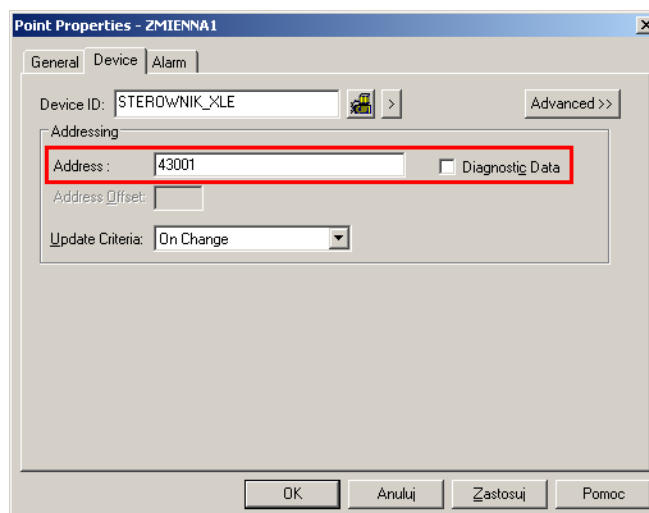 Point Properties - ZMIENNA1
General Device Alarm
Device ID: STEROWNIK_XLE > Advanced >>
Addressing
Address : 43001 Diagnostic Data
Address Offset:
Update Criteria: On Change
OK Anuluj Zastosuj Pomoc